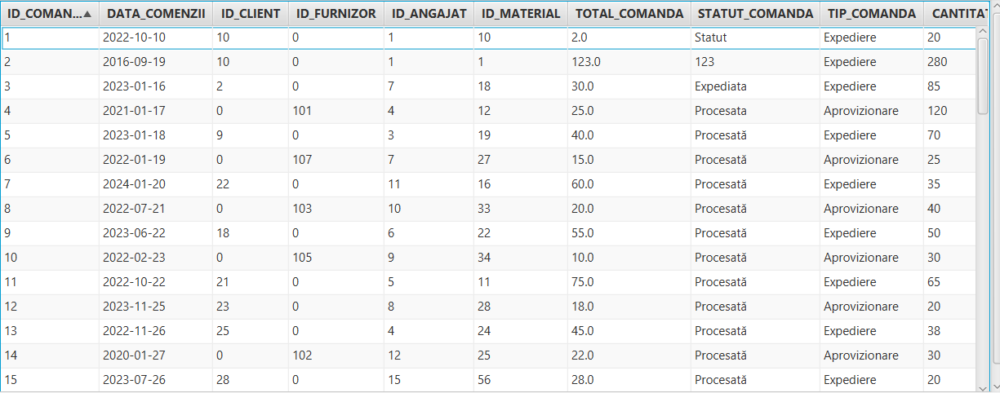 ID_COMAN... DATA_COMENZII ID_CLIENT ID_FURNIZOR ID_ANGAJAT ID_MATERIAL TOTAL_COMANDA STATUT_COMANDA TIP_COMANDA CANTITAT
1 2022-10-10 10 0 1 10 2.0 Statut Expediere 20
2 2016-09-19 10 0 1 1 123.0 123 Expediere 280
3 2023-01-16 2 0 7 18 30.0 Expediata Expediere 85
4 2021-01-17 0 101 4 12 25.0 Procesata Aprovizionare 120
5 2023-01-18 9 0 3 19 40.0 Procesată Expediere 70
6 2022-01-19 0 107 7 27 15.0 Procesată Aprovizionare 25
7 2024-01-20 22 0 11 16 60.0 Procesată Expediere 35
8 2022-07-21 0 103 10 33 20.0 Procesată Aprovizionare 40
9 2023-06-22 18 0 6 22 55.0 Procesată Expediere 50
10 2022-02-23 0 105 9 34 10.0 Procesată Aprovizionare 30
11 2022-10-22 21 0 5 11 75.0 Procesată Expediere 65
12 2023-11-25 23 0 8 28 18.0 Procesată Aprovizionare 20
13 2022-11-26 25 0 4 24 45.0 Procesată Expediere 38
14 2020-01-27 0 102 12 25 22.0 Procesată Aprovizionare 30
15 2023-07-26 28 0 15 56 28.0 Procesată Expediere 20